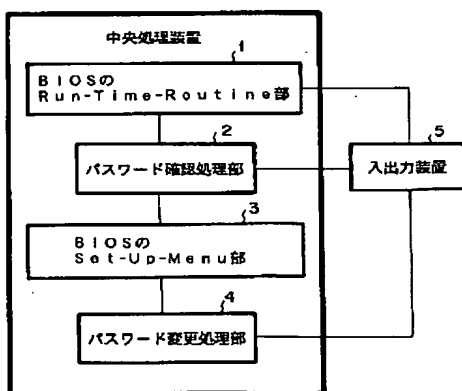 中央処理装置
1
BIOSの
Run-Time-Routine部
2
パスワード確認処理部
5
入出力装置
3
BIOSの
Set-Up-Menu部
4
パスワード変更処理部